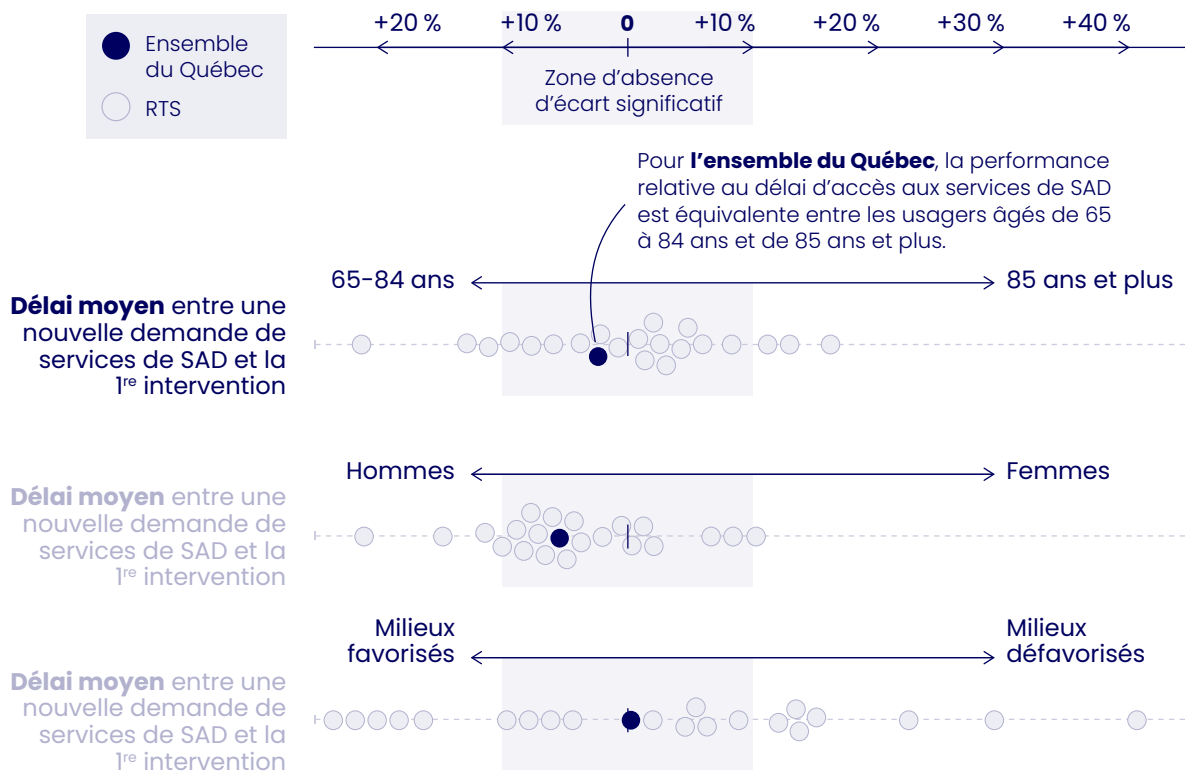 +20 %
+10 %
0
+10 %
+20 %
+30 %
+40 %
Ensemble
du Québec
RTS
Zone d’absence
d’écart significatif
Pour l’ensemble du Québec, la performance
relative au délai d’accès aux services de SAD
est équivalente entre les usagers âgés de 65
à 84 ans et de 85 ans et plus.
65-84 ans
85 ans et plus
Délai moyen entre une
nouvelle demande de
services de SAD et la
1re intervention
Hommes
Femmes
Délai moyen entre une
nouvelle demande de
services de SAD et la
1re intervention
Milieux
favorisés
Milieux
défavorisés
Délai moyen entre une
nouvelle demande de
services de SAD et la
1re intervention